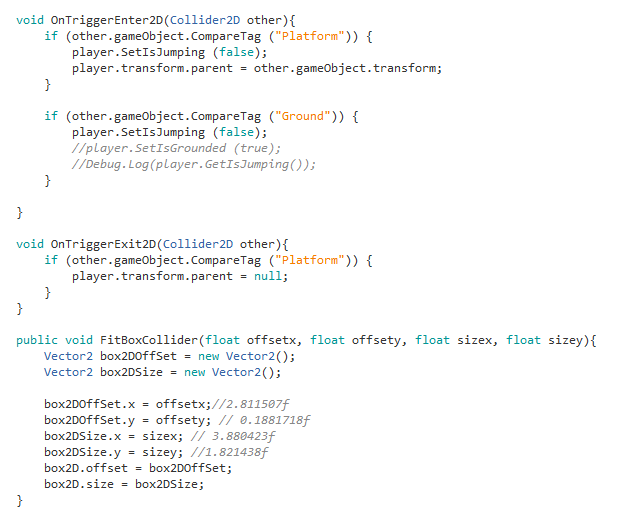 void OnTriggerEnter2D(Collider2D other){
    if (other.gameObject.CompareTag ("Platform")) {
        player.SetIsJumping (false);
        player.transform.parent = other.gameObject.transform;
    }

    if (other.gameObject.CompareTag ("Ground")) {
        player.SetIsJumping (false);
        //player.SetIsGrounded (true);
        //Debug.Log(player.GetIsJumping());
    }

}

void OnTriggerExit2D(Collider2D other){
    if (other.gameObject.CompareTag ("Platform")) {
        player.transform.parent = null;
    }
}

public void FitBoxCollider(float offsetx, float offsety, float sizex, float sizey){
    Vector2 box2DOffSet = new Vector2();
    Vector2 box2DSize = new Vector2();

    box2DOffSet.x = offsetx;//2.811507f
    box2DOffSet.y = offsety; // 0.1881718f
    box2DSize.x = sizex; // 3.880423f
    box2DSize.y = sizey; //1.821438f
    box2D.offset = box2DOffSet;
    box2D.size = box2DSize;
}